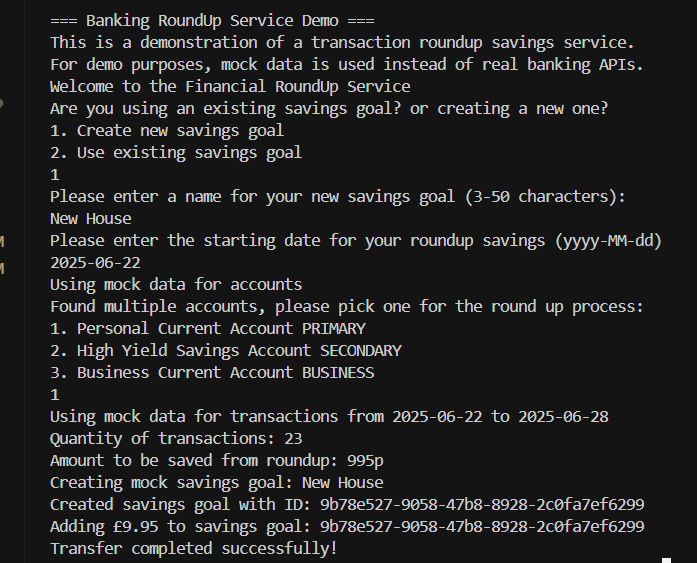 === Banking RoundUp Service Demo ===
This is a demonstration of a transaction roundup savings service.
For demo purposes, mock data is used instead of real banking APIs.
Welcome to the Financial RoundUp Service
Are you using an existing savings goal? or creating a new one?
1. Create new savings goal
2. Use existing savings goal
1
Please enter a name for your new savings goal (3-50 characters):
New House
Please enter the starting date for your roundup savings (yyyy-MM-dd)
2025-06-22
Using mock data for accounts
Found multiple accounts, please pick one for the round up process:
1. Personal Current Account PRIMARY
2. High Yield Savings Account SECONDARY
3. Business Current Account BUSINESS
1
Using mock data for transactions from 2025-06-22 to 2025-06-28
Quantity of transactions: 23
Amount to be saved from roundup: 995p
Creating mock savings goal: New House
Created savings goal with ID: 9b78e527-9058-47b8-8928-2c0fa7ef6299
Adding £9.95 to savings goal: 9b78e527-9058-47b8-8928-2c0fa7ef6299
Transfer completed successfully!